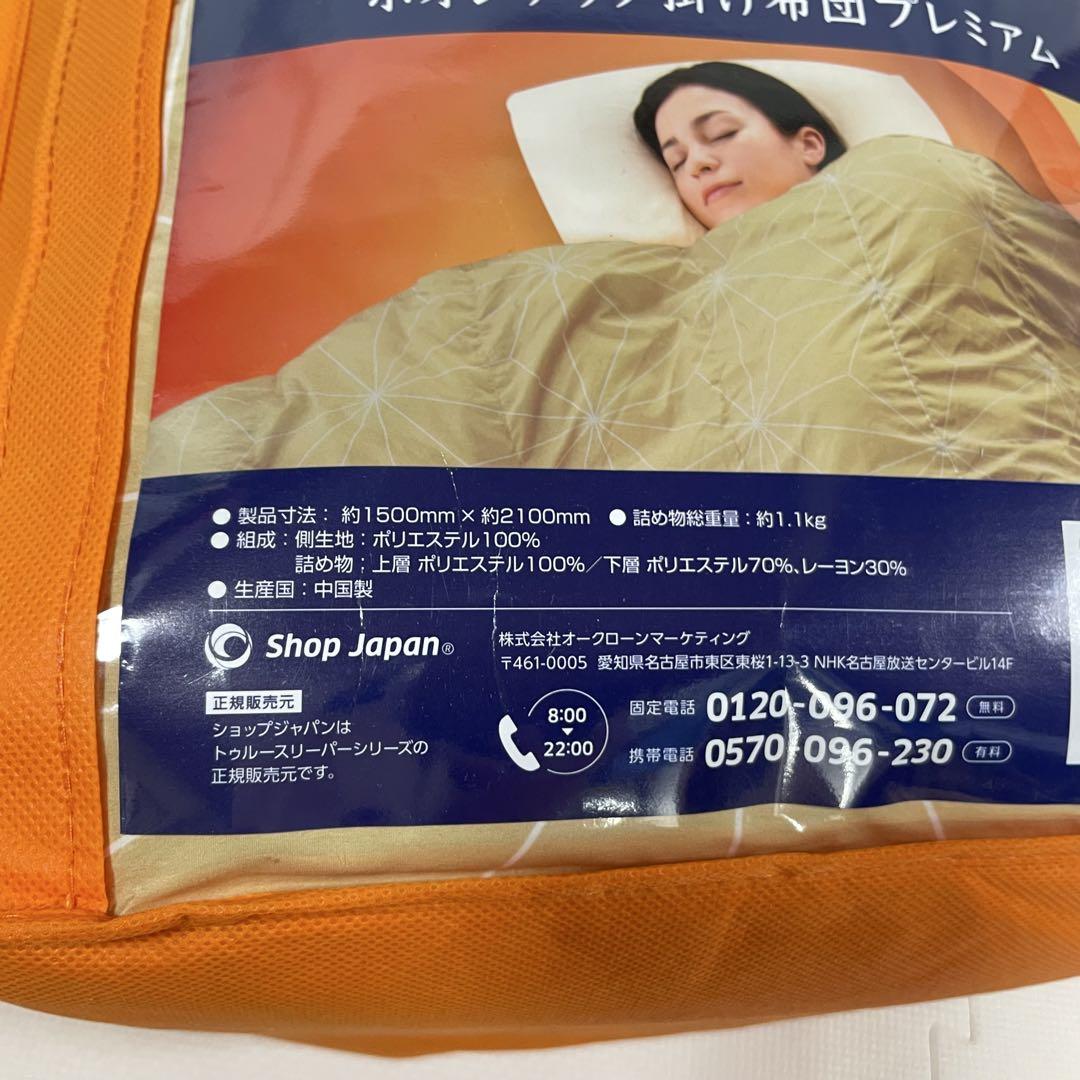 ホオンテック掛け布団プレミアム
● 製品寸法：約1500mm×約2100mm ● 詰め物総重量：約1.1kg
● 組成：側生地：ポリエステル100%
詰め物：上層 ポリエステル100%／下層 ポリエステル70%、レーヨン30%
● 生産国：中国製
Shop Japan®
株式会社オークローンマーケティング
〒461-0005 愛知県名古屋市東区東桜1-13-3 NHK名古屋放送センタービル14F
正規販売元
ショップジャパンは
トゥルースリーパーシリーズの
正規販売元です。
8:00
▼
22:00
固定電話 0120-096-072 無料
携帯電話 0570-096-230 有料